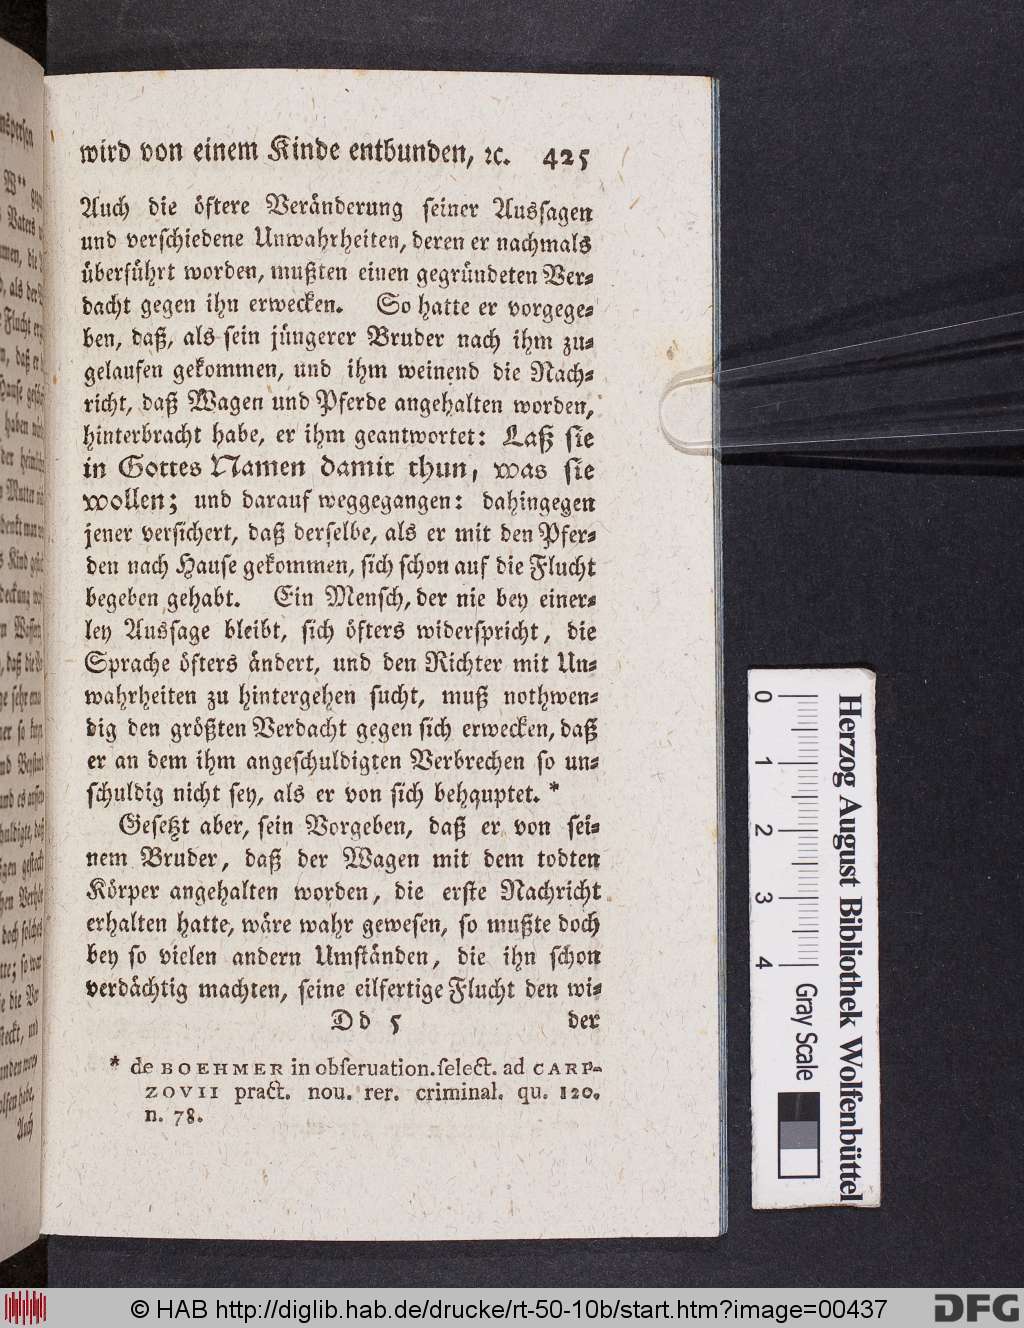 wird von einem Kinde entbunden, ꝛc. 425
Auch die öftere Veränderung seiner Aussagen
und verschiedene Unwahrheiten, deren er nachmals
überführt worden, mußten einen gegründeten Ver-
dacht gegen ihn erwecken. So hatte er vorgege-
ben, daß, als sein jüngerer Bruder nach ihm zu-
gelaufen gekommen, und ihm weinend die Nach-
richt, daß Wagen und Pferde angehalten worden,
hinterbracht habe, er ihm geantwortet: Laß sie
in Gottes Namen damit thun, was sie
wollen; und darauf weggegangen: dahingegen
jener versichert, daß derselbe, als er mit den Pfer-
den nach Hause gekommen, sich schon auf die Flucht
begeben gehabt. Ein Mensch, der nie bey einer-
ley Aussage bleibt, sich öfters widerspricht, die
Sprache öfters ändert, und den Richter mit Un-
wahrheiten zu hintergehen sucht, muß nothwen-
dig den größten Verdacht gegen sich erwecken, daß
er an dem ihm angeschuldigten Verbrechen so un-
schuldig nicht sey, als er von sich behauptet. *
Gesetzt aber, sein Vorgeben, daß er von sei-
nem Bruder, daß der Wagen mit dem todten
Körper angehalten worden, die erste Nachricht
erhalten hatte, wäre wahr gewesen, so mußte doch
bey so vielen andern Umständen, die ihn schon
verdächtig machten, seine eilfertige Flucht den wi-
Dd 5 der
* de BOEHMER in obſeruation. ſelect. ad CARP-
ZOVII pract. nou. rer. criminal. qu. 120.
n. 78.
0 1 2 3 4 Gray Scale
Herzog August Bibliothek Wolfenbüttel
© HAB http://diglib.hab.de/drucke/rt-50-10b/start.htm?image=00437
DFG